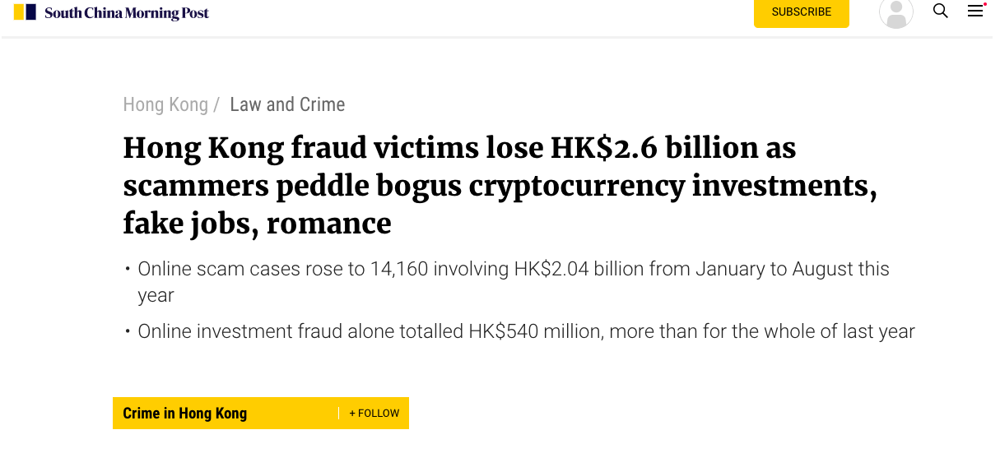 South China Morning Post
SUBSCRIBE
Hong Kong / Law and Crime
Hong Kong fraud victims lose HK$2.6 billion as
scammers peddle bogus cryptocurrency investments,
fake jobs, romance
• Online scam cases rose to 14,160 involving HK$2.04 billion from January to August this
year
• Online investment fraud alone totalled HK$540 million, more than for the whole of last year
Crime in Hong Kong
+ FOLLOW